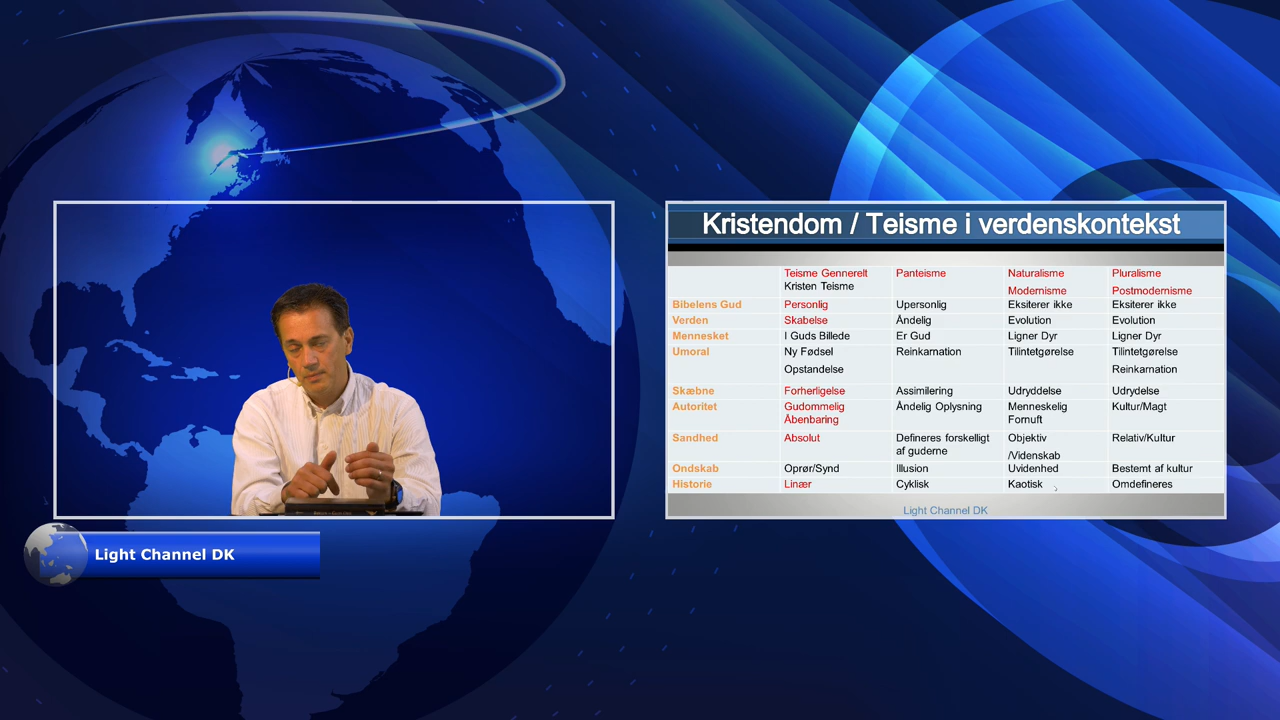 Kristendom / Teisme i verdenskontekst
Teisme Gennerelt Panteisme Naturalisme Pluralisme
Kristen Teisme
Modernisme Postmodernisme
Bibelens Gud Personlig Upersonlig Eksiterer ikke Eksiterer ikke
Verden Skabelse Åndelig Evolution Evolution
Mennesket I Guds Billede Er Gud Ligner Dyr Ligner Dyr
Umoral Ny Fødsel Reinkarnation Tilintetgørelse Tilintetgørelse
Opstandelse Reinkarnation
Skæbne Forherligelse Assimilering Udryddelse Udrydelse
Autoritet Gudommelig Åndelig Oplysning Menneskelig Kultur/Magt
Åbenbaring Fornuft
Sandhed Absolut Defineres forskelligt Objektiv Relativ/Kultur
af guderne /Videnskab
Ondskab Oprør/Synd Illusion Uvidenhed Bestemt af kultur
Historie Linær Cyklisk Kaotisk Omdefineres
Light Channel DK
Light Channel DK